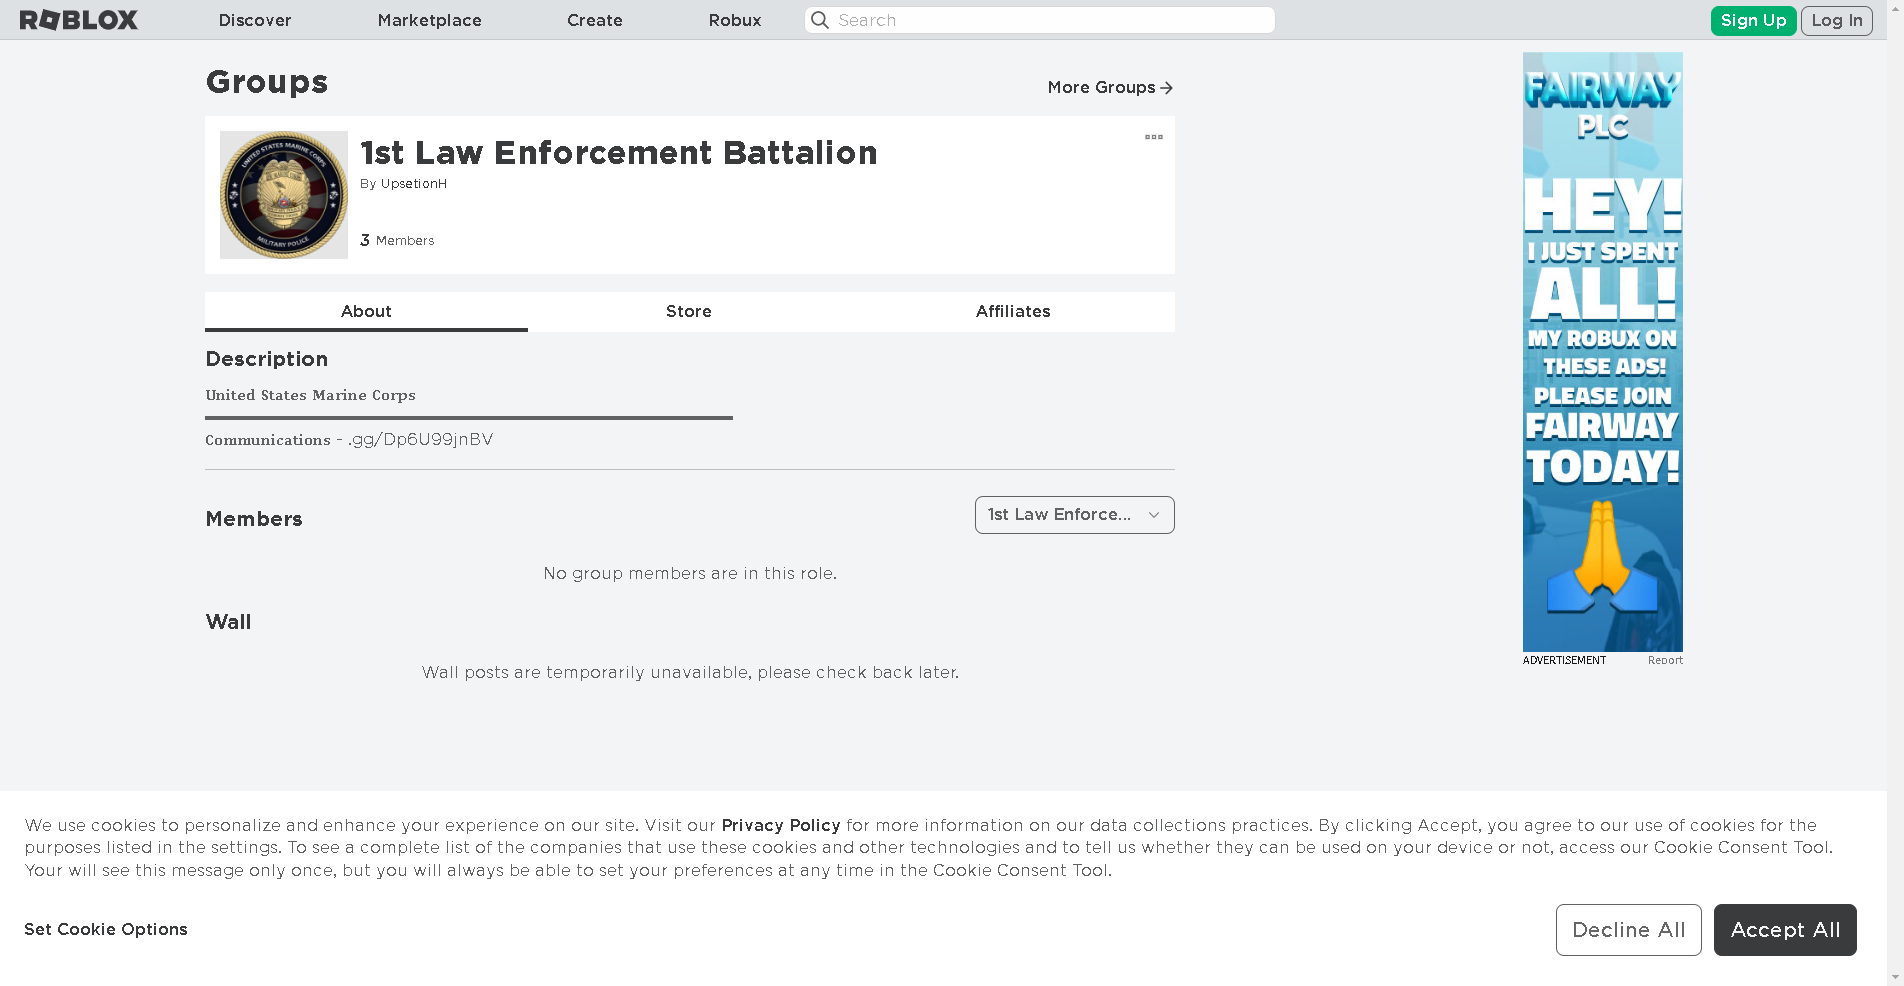 ROBLOX
Discover
Marketplace
Create
Robux
Search
Sign Up
Log In
Groups
More Groups
UNITED STATES MARINE CORPS
MILITARY POLICE
1st Law Enforcement Battalion
By UpsetionH
3 Members
About
Store
Affiliates
Description
United States Marine Corps
Communications - .gg/Dp6U99jnBV
Members
1st Law Enforce...
No group members are in this role.
Wall
Wall posts are temporarily unavailable, please check back later.
FAIRWAY
PLC
HEY!
I JUST SPENT
ALL!
MY ROBUX ON
THESE ADS!
PLEASE JOIN
FAIRWAY
TODAY!
ADVERTISEMENT
Report
We use cookies to personalize and enhance your experience on our site. Visit our Privacy Policy for more information on our data collections practices. By clicking Accept, you agree to our use of cookies for the
purposes listed in the settings. To see a complete list of the companies that use these cookies and other technologies and to tell us whether they can be used on your device or not, access our Cookie Consent Tool.
Your will see this message only once, but you will always be able to set your preferences at any time in the Cookie Consent Tool.
Set Cookie Options
Decline All
Accept All